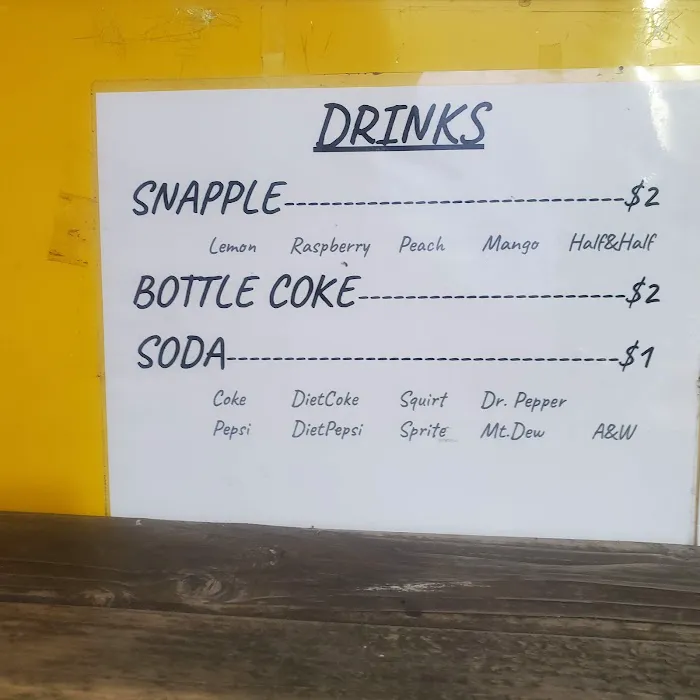 DRINKS
SNAPPLE-----------------------------------$2
Lemon Raspberry Peach Mango Half&Half
BOTTLE COKE---------------------------$2
SODA----------------------------------------$1
Coke DietCoke Squirt Dr. Pepper
Pepsi DietPepsi Sprite Mt.Dew A&W